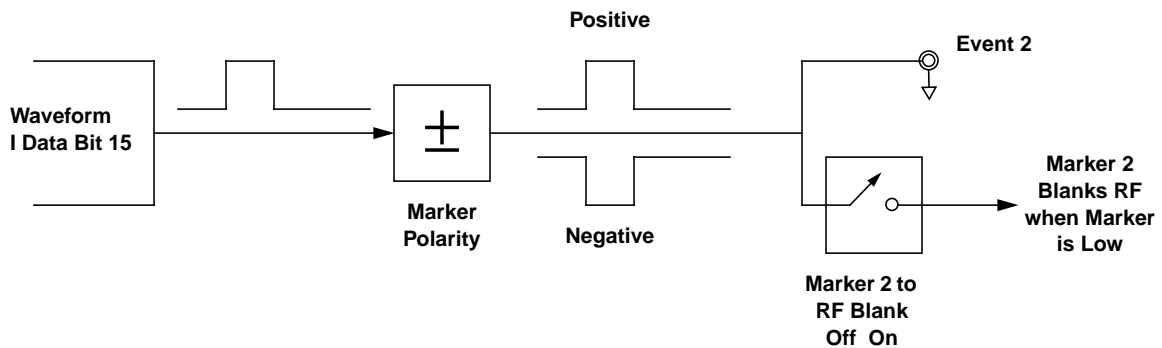 Positive
Event 2
Waveform
I Data Bit 15
±
Marker
Polarity
Negative
Marker 2
Blanks RF
when Marker
is Low
Marker 2 to
RF Blank
Off On